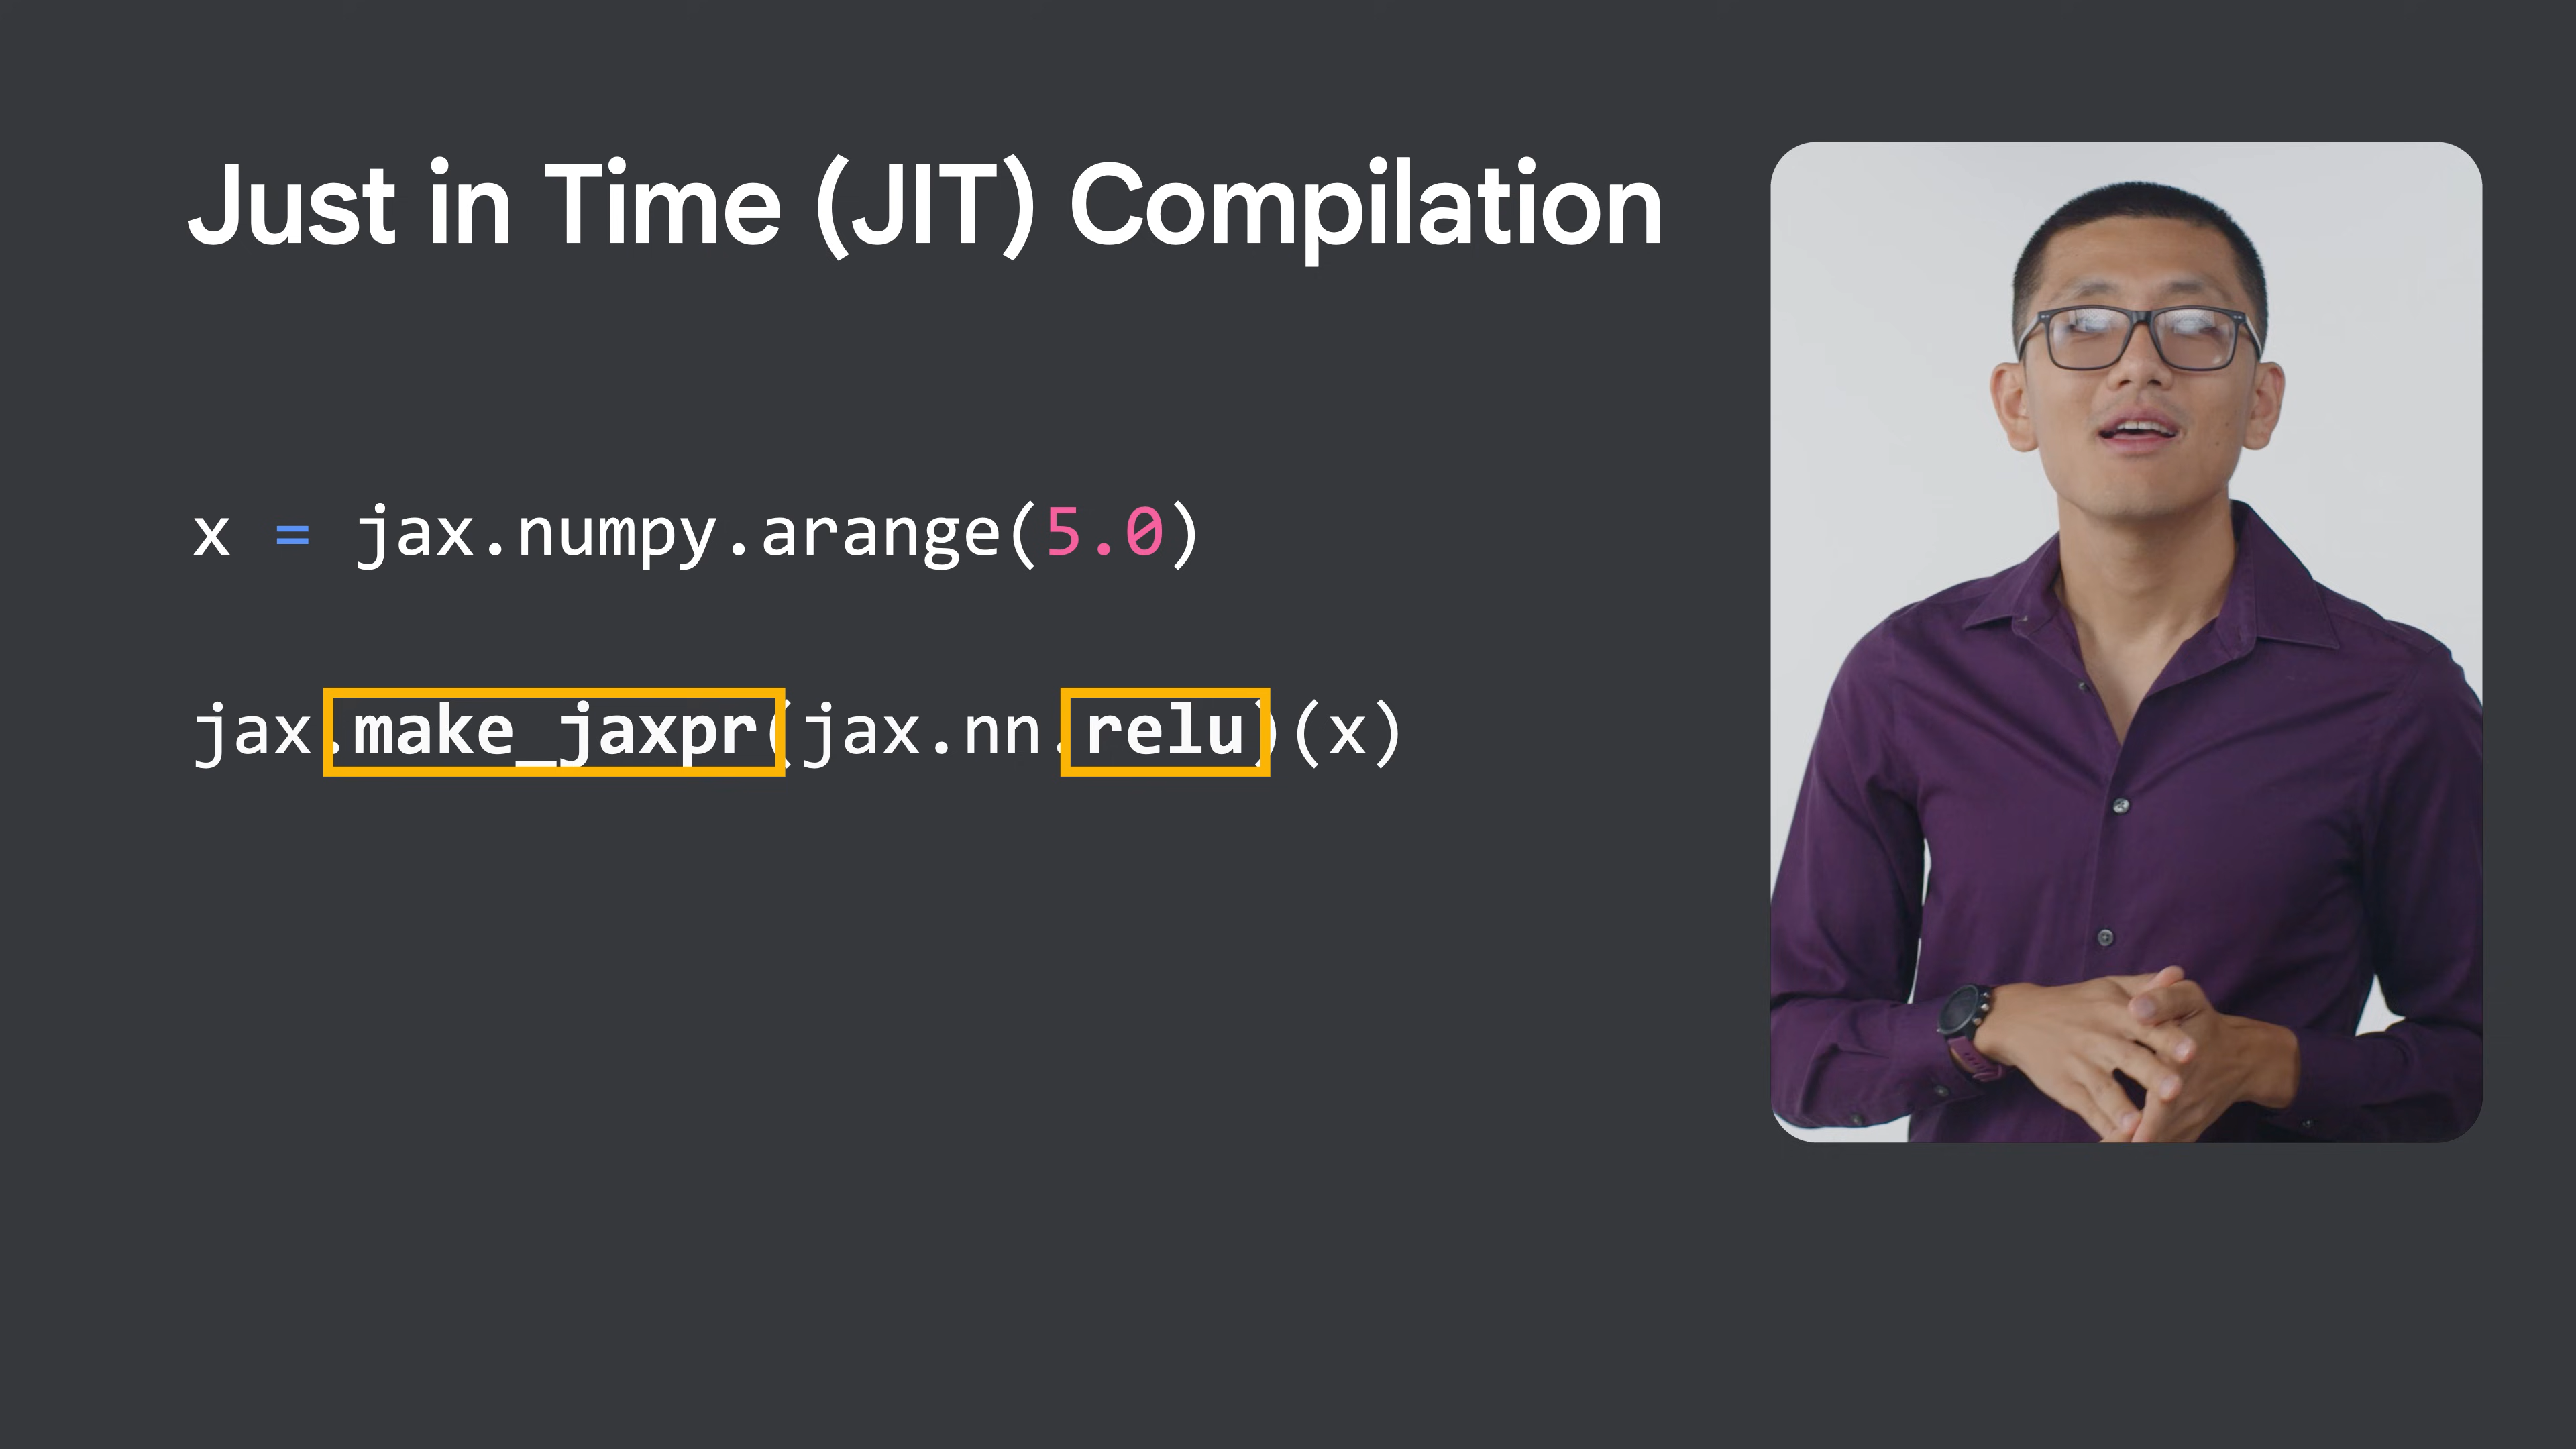 Just in Time (JIT) Compilation
x = jax.numpy.arange(5.0)
jax.make_jaxpr(jax.nn.relu)(x)